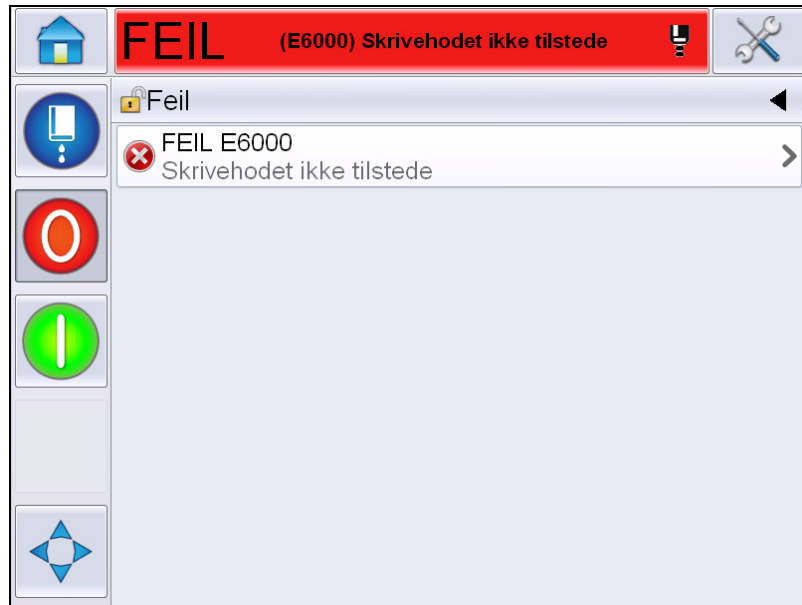 FEIL (E6000) Skrivehodet ikke tilstede
Feil
FEIL E6000
Skrivehodet ikke tilstede